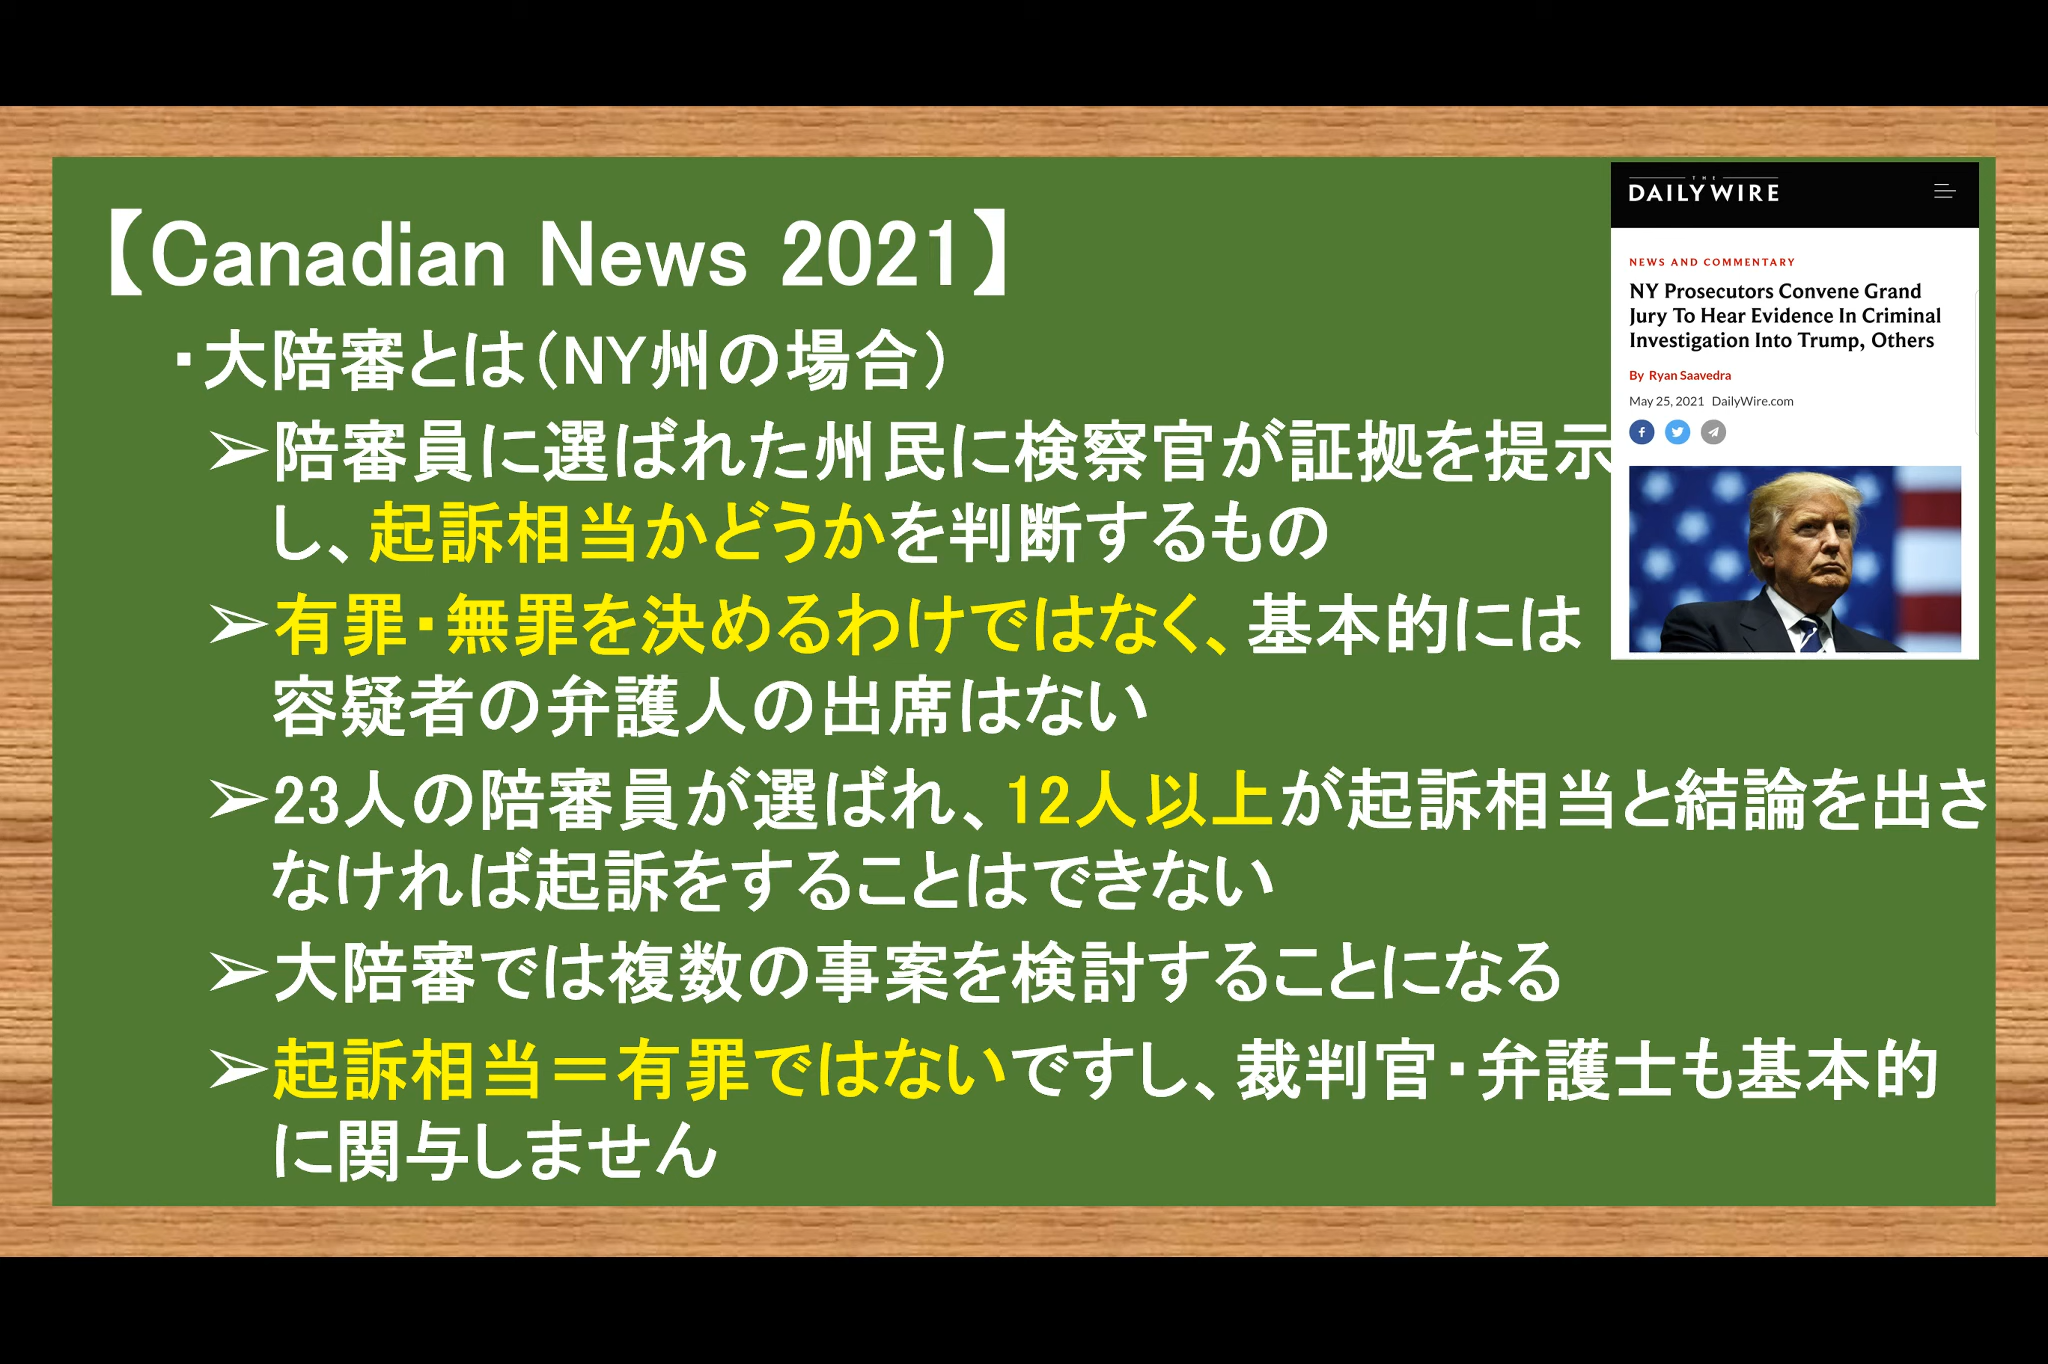 【Canadian News 2021】
・大陪審とは(NY州の場合)
➢陪審員に選ばれた州民に検察官が証拠を提示
し、起訴相当かどうかを判断するもの
➢有罪・無罪を決めるわけではなく、基本的には
容疑者の弁護人の出席はない
➢23人の陪審員が選ばれ、12人以上が起訴相当と結論を出さ
なければ起訴をすることはできない
➢大陪審では複数の事案を検討することになる
➢起訴相当=有罪ではないですし、裁判官・弁護士も基本的
に関与しません
THE
DAILY WIRE
NEWS AND COMMENTARY
NY Prosecutors Convene Grand
Jury To Hear Evidence In Criminal
Investigation Into Trump, Others
By Ryan Saavedra
May 25, 2021 DailyWire.com